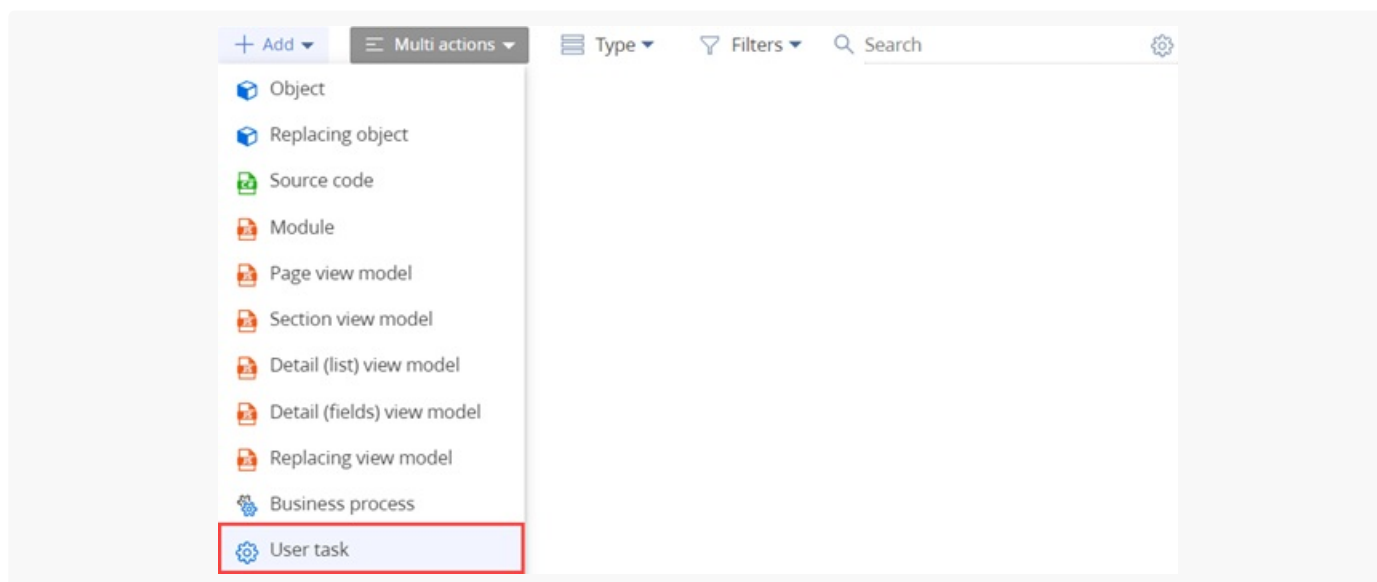 + Add Multi actions Type Filters Search
Object
Replacing object
Source code
Module
Page view model
Section view model
Detail (list) view model
Detail (fields) view model
Replacing view model
Business process
User task